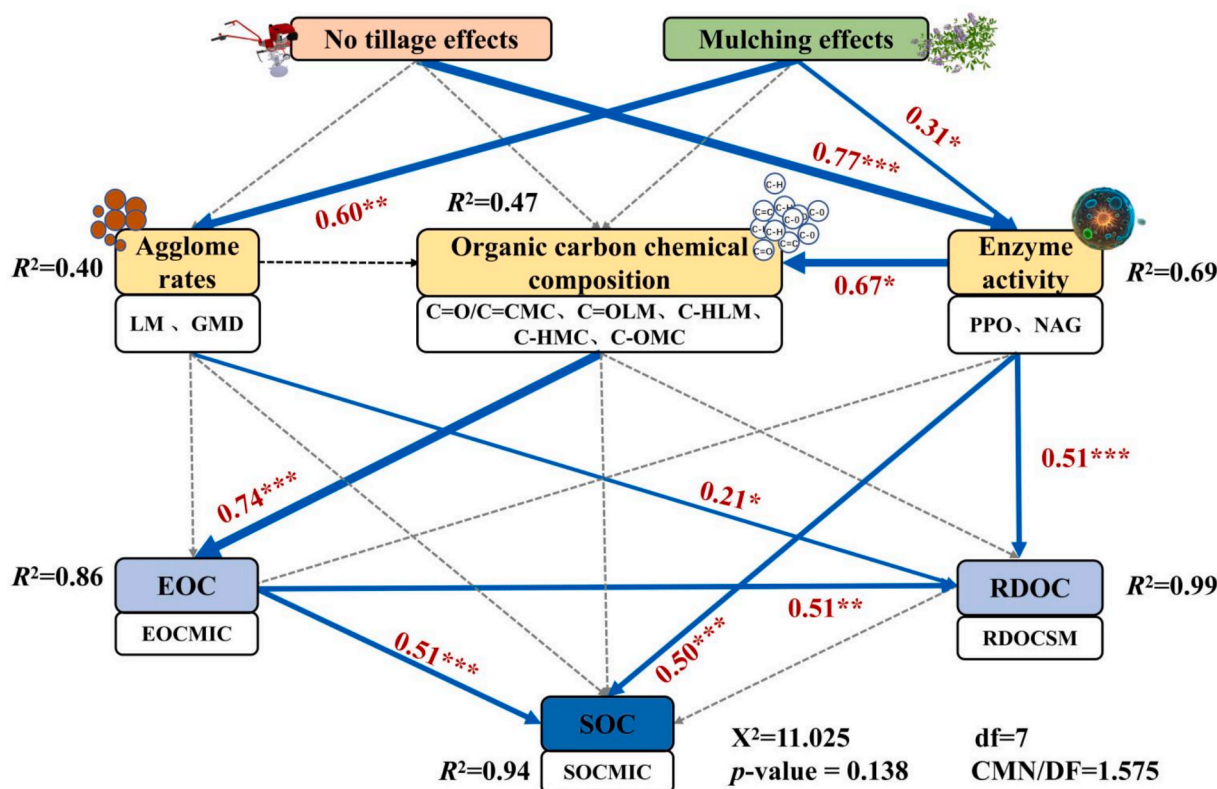 No tillage effects
Mulching effects
0.31*
0.77***
0.60**
R²=0.47
C-H
C=C
C-O
C-O
C-H
C-O
C=C
C=O
Agglome
rates
Organic carbon chemical
composition
Enzyme
activity
R²=0.40
R²=0.69
0.67*
LM 、GMD
C=O/C=CMC、C=OLM、C-HLM、
C-HMC、C-OMC
PPO、NAG
0.74***
0.21*
0.51***
R²=0.86
EOC
RDOC
R²=0.99
EOCMIC
0.51**
RDOCSM
0.51***
0.50***
SOC
X²=11.025
df=7
R²=0.94
SOCMIC
p-value = 0.138
CMN/DF=1.575